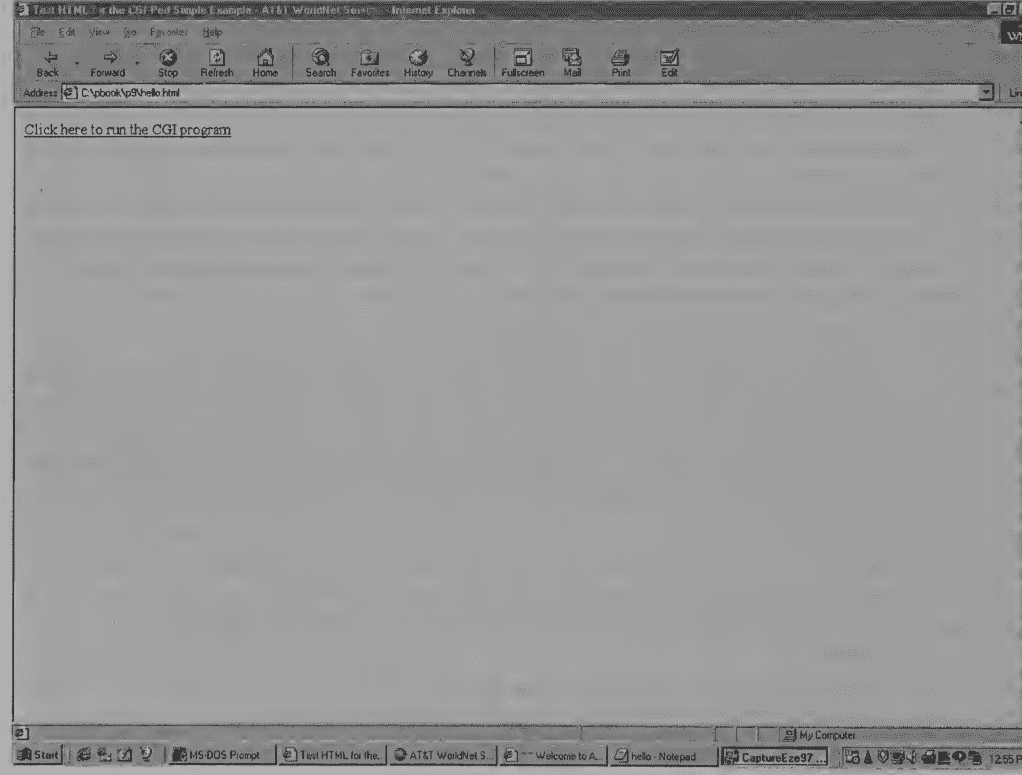 Test HTML the CGI-Perl Simple Example - AT&T WorldNet Service - Internet Explorer
File Edit View Go Favorites Help
Back Forward Stop Refresh Home Search Favorites History Channels Fullscreen Mail Print Edit
Address C:\pbook\p9\hello.html
Click here to run the CGI program
My Computer
Start MS-DOS Prompt Test HTML for the... AT&T WorldNet S... ~~ Welcome to A... hello - Notepad CaptureEze97 ... 12:55 P